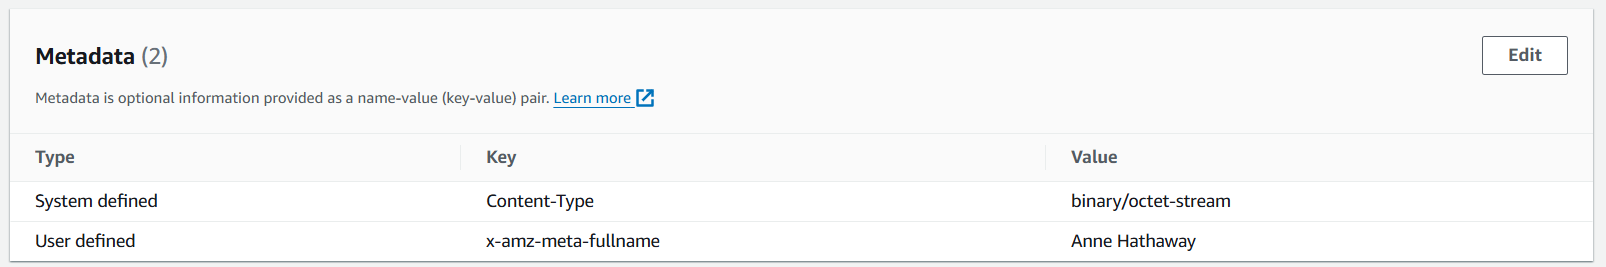 Metadata (2)
Edit
Metadata is optional information provided as a name-value (key-value) pair. Learn more
Type Key Value
System defined Content-Type binary/octet-stream
User defined x-amz-meta-fullname Anne Hathaway